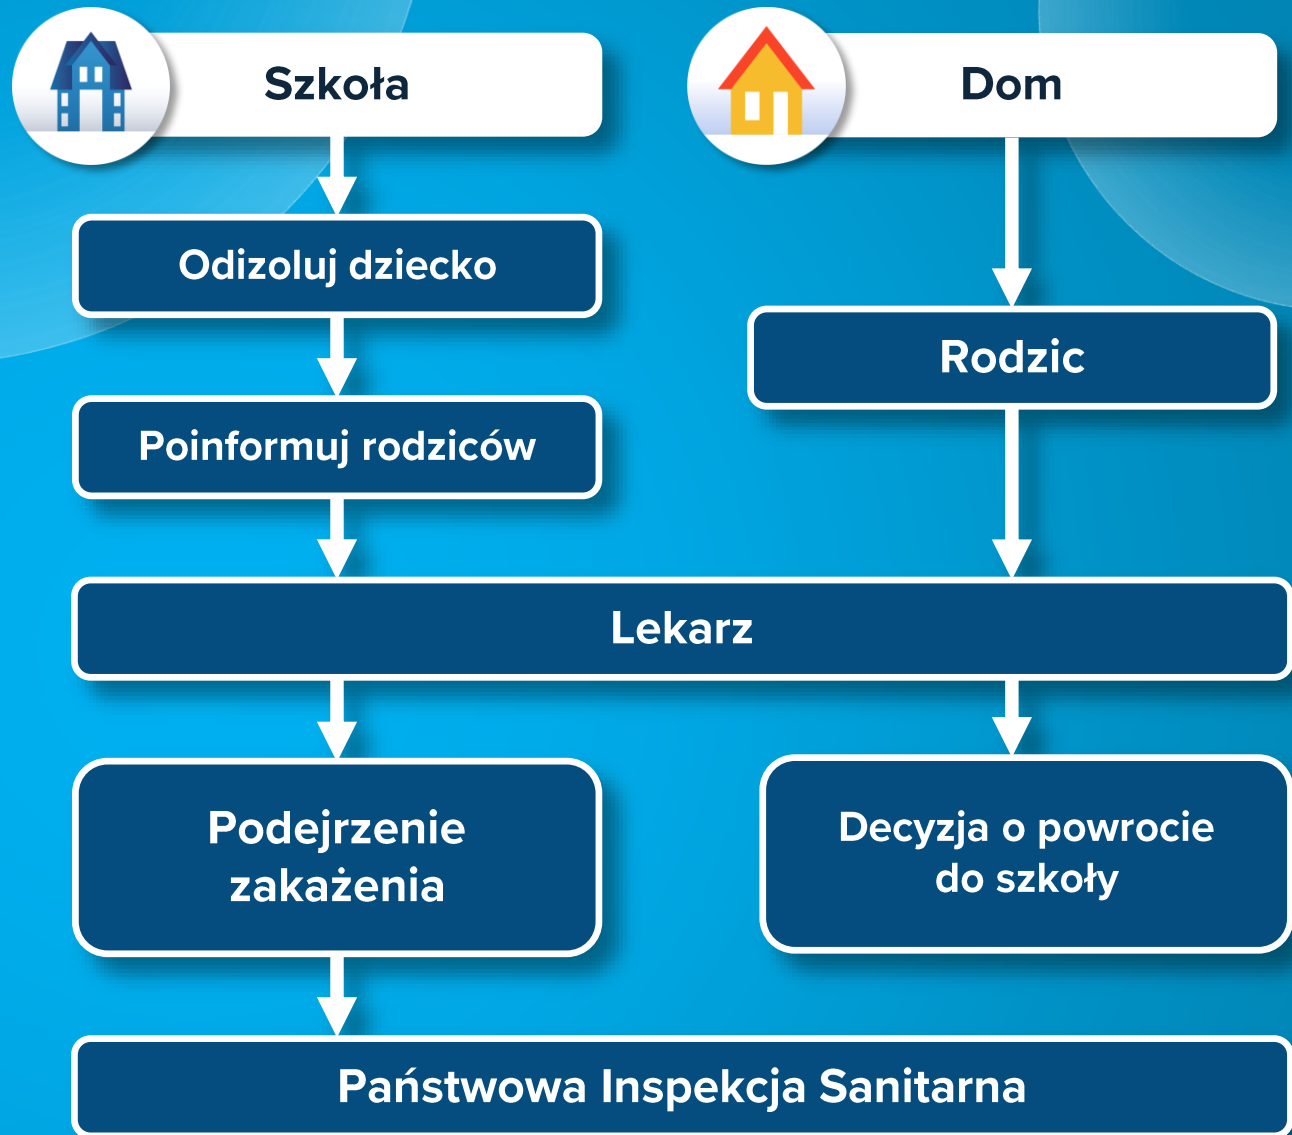 Szkoła
Dom
Odizoluj dziecko
Rodzic
Poinformuj rodziców
Lekarz
Podejrzenie
zakażenia
Decyzja o powrocie
do szkoły
Państwowa Inspekcja Sanitarna